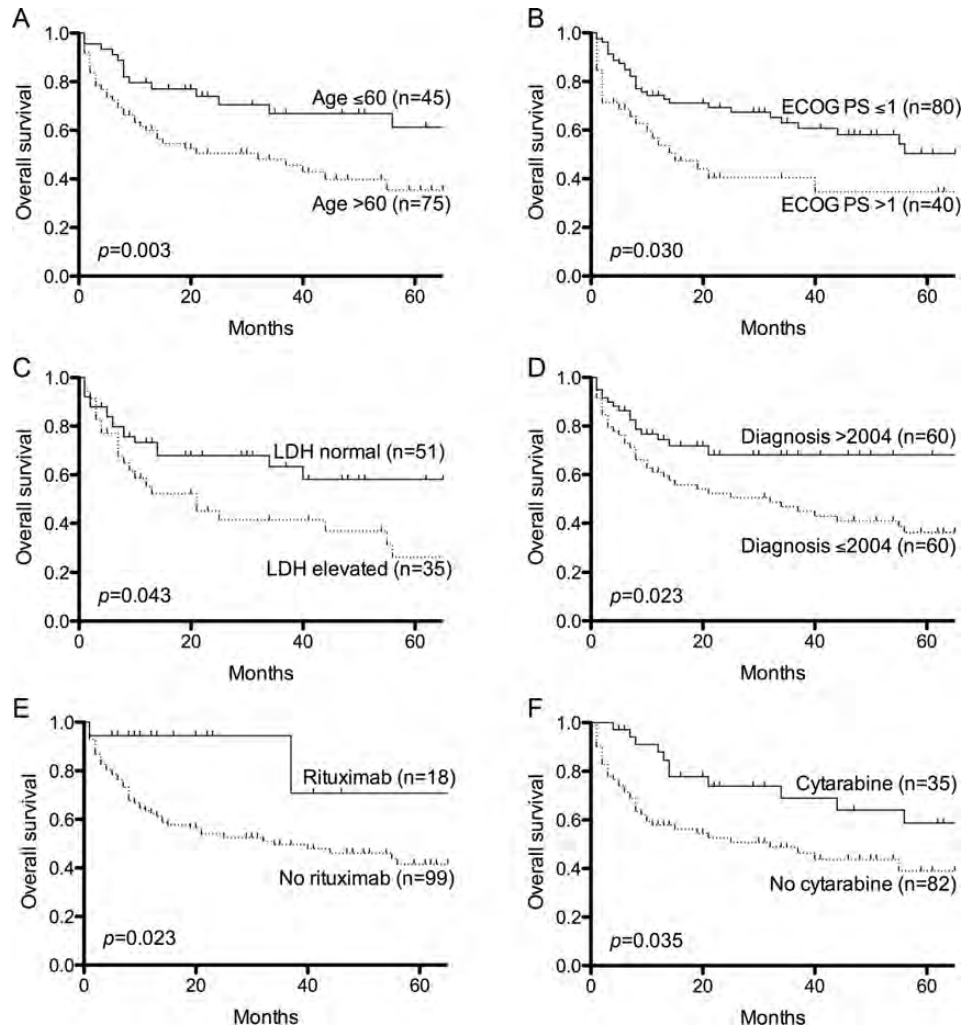 A
B
1.0
0.8
0.6
0.4
0.2
0.0
Overall survival
Age ≤60 (n=45)
Age >60 (n=75)
p=0.003
0 20 40 60
Months
1.0
0.8
0.6
0.4
0.2
0.0
Overall survival
ECOG PS ≤1 (n=80)
ECOG PS >1 (n=40)
p=0.030
0 20 40 60
Months
C
D
1.0
0.8
0.6
0.4
0.2
0.0
Overall survival
LDH normal (n=51)
LDH elevated (n=35)
p=0.043
0 20 40 60
Months
1.0
0.8
0.6
0.4
0.2
0.0
Overall survival
Diagnosis >2004 (n=60)
Diagnosis ≤2004 (n=60)
p=0.023
0 20 40 60
Months
E
F
1.0
0.8
0.6
0.4
0.2
0.0
Overall survival
Rituximab (n=18)
No rituximab (n=99)
p=0.023
0 20 40 60
Months
1.0
0.8
0.6
0.4
0.2
0.0
Overall survival
Cytarabine (n=35)
No cytarabine (n=82)
p=0.035
0 20 40 60
Months